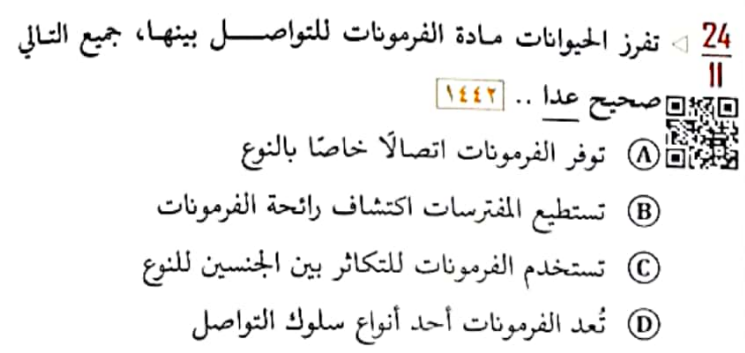 24/11 ◁ تفرز الحيوانات مادة الفرمونات للتواصل بينها، جميع التالي
صحيح عدا .. ١٤٤٢
A توفر الفرمونات اتصالًا خاصًا بالنوع
B تستطيع المفترسات اكتشاف رائحة الفرمونات
C تستخدم الفرمونات للتكاثر بين الجنسين للنوع
D تُعد الفرمونات أحد أنواع سلوك التواصل